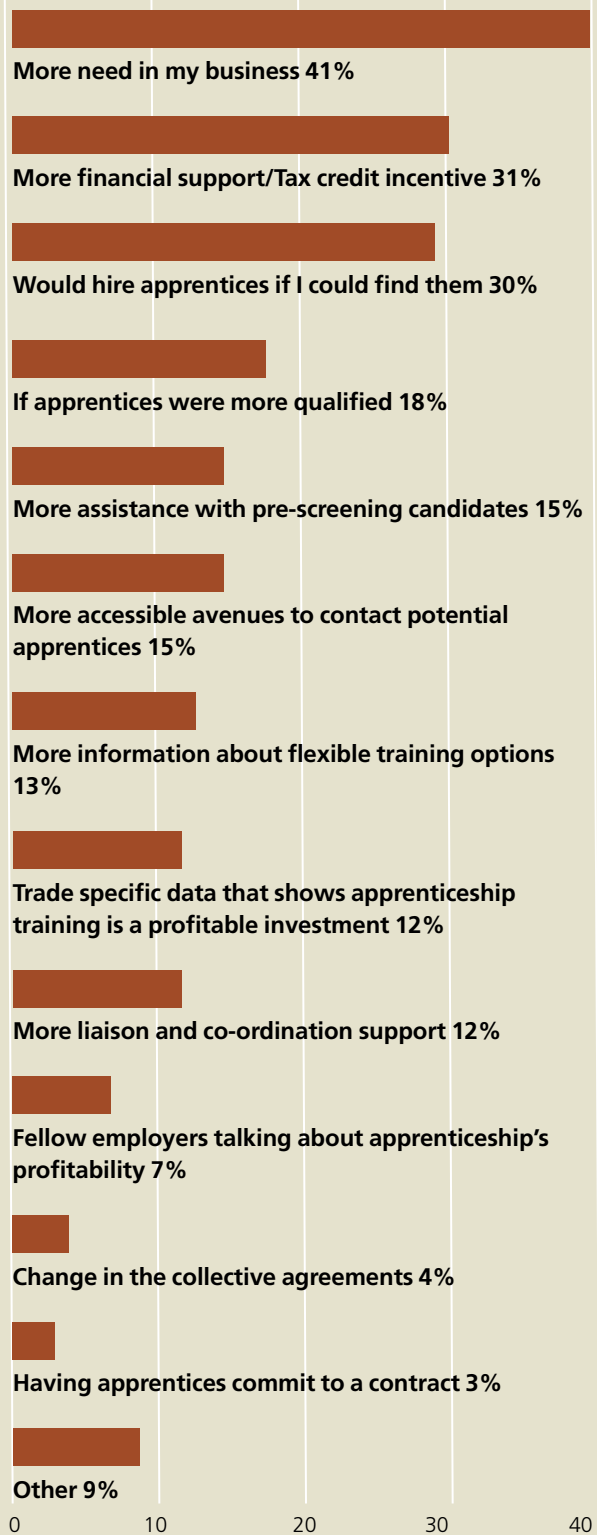 More need in my business 41%
More financial support/Tax credit incentive 31%
Would hire apprentices if I could find them 30%
If apprentices were more qualified 18%
More assistance with pre-screening candidates 15%
More accessible avenues to contact potential
apprentices 15%
More information about flexible training options
13%
Trade specific data that shows apprenticeship
training is a profitable investment 12%
More liaison and co-ordination support 12%
Fellow employers talking about apprenticeship’s
profitability 7%
Change in the collective agreements 4%
Having apprentices commit to a contract 3%
Other 9%
0 10 20 30 40